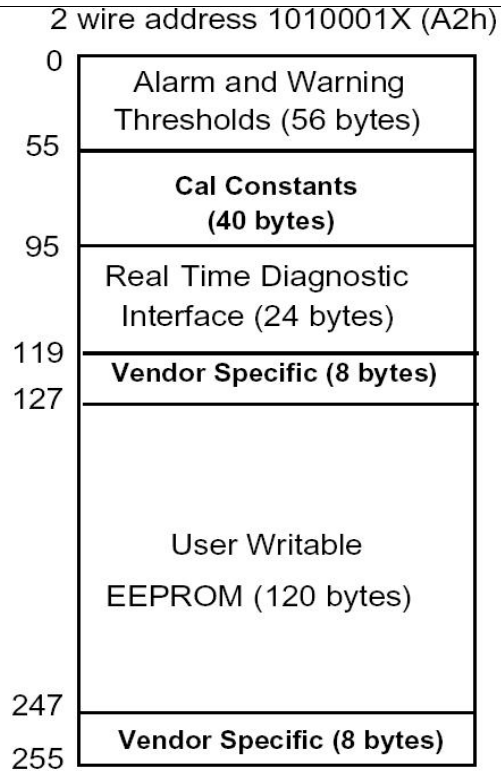 2 wire address 1010001X (A2h)
0
Alarm and Warning
Thresholds (56 bytes)
55
Cal Constants
(40 bytes)
95
Real Time Diagnostic
Interface (24 bytes)
119
Vendor Specific (8 bytes)
127
User Writable
EEPROM (120 bytes)
247
Vendor Specific (8 bytes)
255